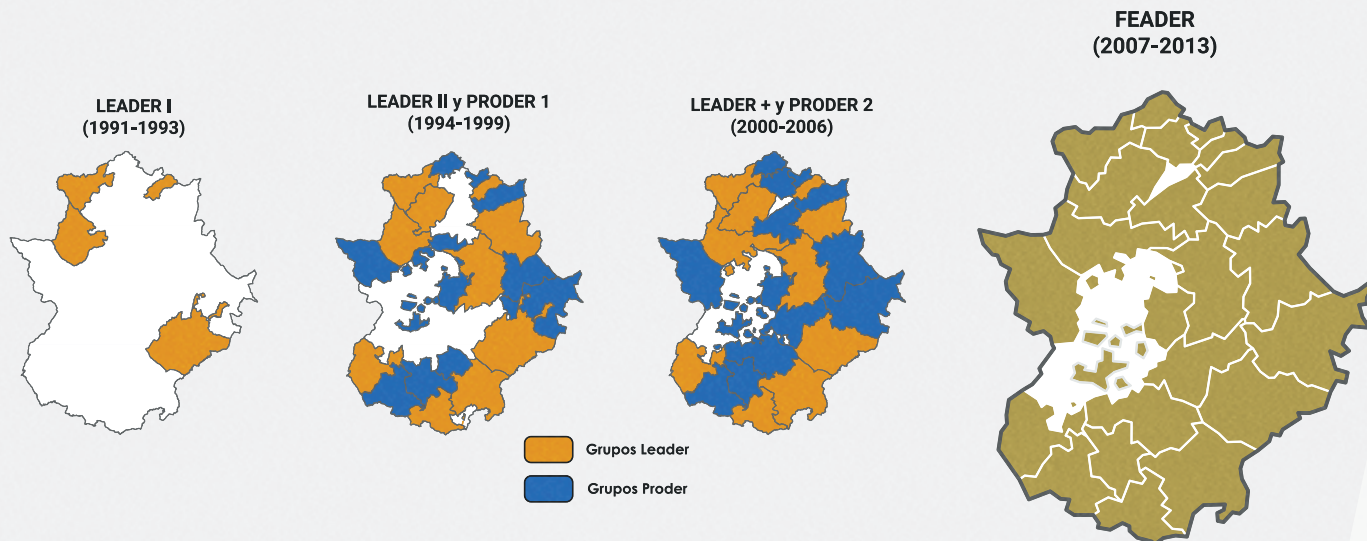 LEADER I
(1991-1993)
LEADER II y PRODER 1
(1994-1999)
LEADER + y PRODER 2
(2000-2006)
FEADER
(2007-2013)
Grupos Leader
Grupos Proder